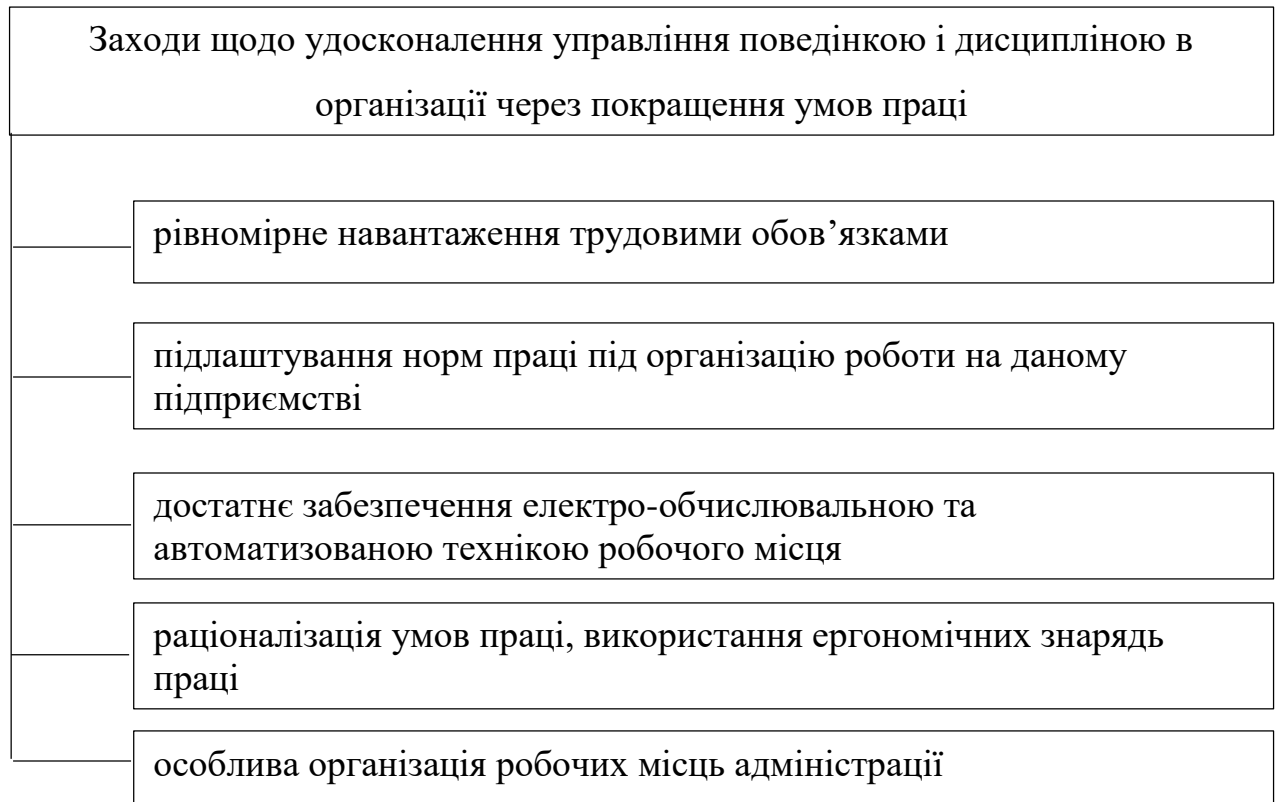 Заходи щодо удосконалення управління поведінкою і дисципліною в
організації через покращення умов праці
рівномірне навантаження трудовими обов’язками
підлаштування норм праці під організацію роботи на даному
підприємстві
достатнє забезпечення електро-обчислювальною та
автоматизованою технікою робочого місця
раціоналізація умов праці, використання ергономічних знарядь
праці
особлива організація робочих місць адміністрації